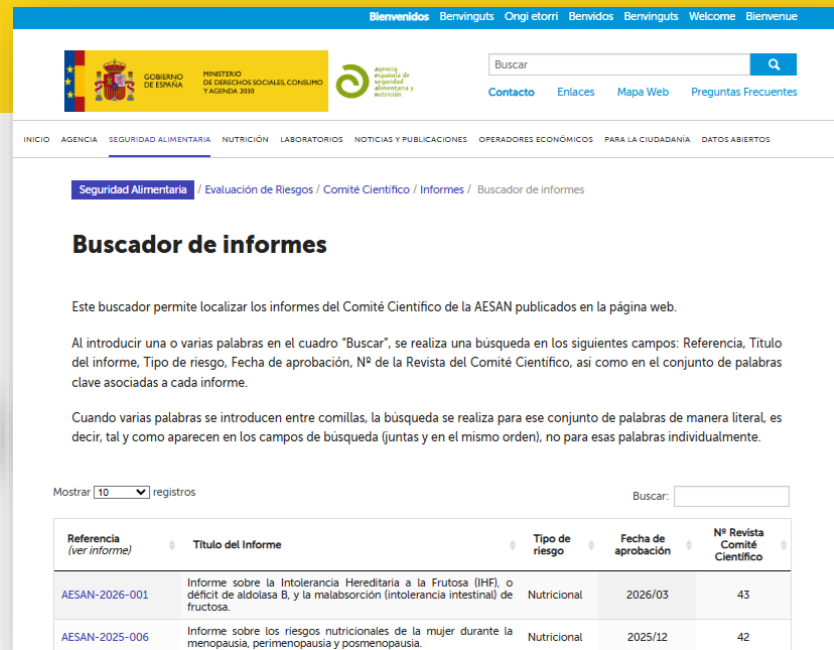 Bienvenidos Benvinguts Ongi etorri Benvidos Benvinguts Welcome Bienvenue
GOBIERNO
DE ESPAÑA
MINISTERIO
DE DERECHOS SOCIALES, CONSUMO
Y AGENDA 2030
agencia
española de
seguridad
alimentaria y
nutrición
Buscar
Contacto Enlaces Mapa Web Preguntas Frecuentes
INICIO AGENCIA SEGURIDAD ALIMENTARIA NUTRICIÓN LABORATORIOS NOTICIAS Y PUBLICACIONES OPERADORES ECONÓMICOS PARA LA CIUDADANÍA DATOS ABIERTOS
Seguridad Alimentaria / Evaluación de Riesgos / Comité Científico / Informes / Buscador de informes
Buscador de informes
Este buscador permite localizar los informes del Comité Científico de la AESAN publicados en la página web.
Al introducir una o varias palabras en el cuadro "Buscar", se realiza una búsqueda en los siguientes campos: Referencia, Título
del informe, Tipo de riesgo, Fecha de aprobación, Nº de la Revista del Comité Científico, así como en el conjunto de palabras
clave asociadas a cada informe.
Cuando varias palabras se introducen entre comillas, la búsqueda se realiza para ese conjunto de palabras de manera literal, es
decir, tal y como aparecen en los campos de búsqueda (juntas y en el mismo orden), no para esas palabras individualmente.
Mostrar 10 registros
Buscar:
Referencia
(ver informe)
Título del Informe
Tipo de
riesgo
Fecha de
aprobación
Nº Revista
Comité
Científico
AESAN-2026-001
Informe sobre la Intolerancia Hereditaria a la Frutosa (IHF), o
déficit de aldolasa B, y la malabsorción (intolerancia intestinal) de
fructosa.
Nutricional
2026/03
43
AESAN-2025-006
Informe sobre los riesgos nutricionales de la mujer durante la
menopausia, perimenopausia y posmenopausia.
Nutricional
2025/12
42